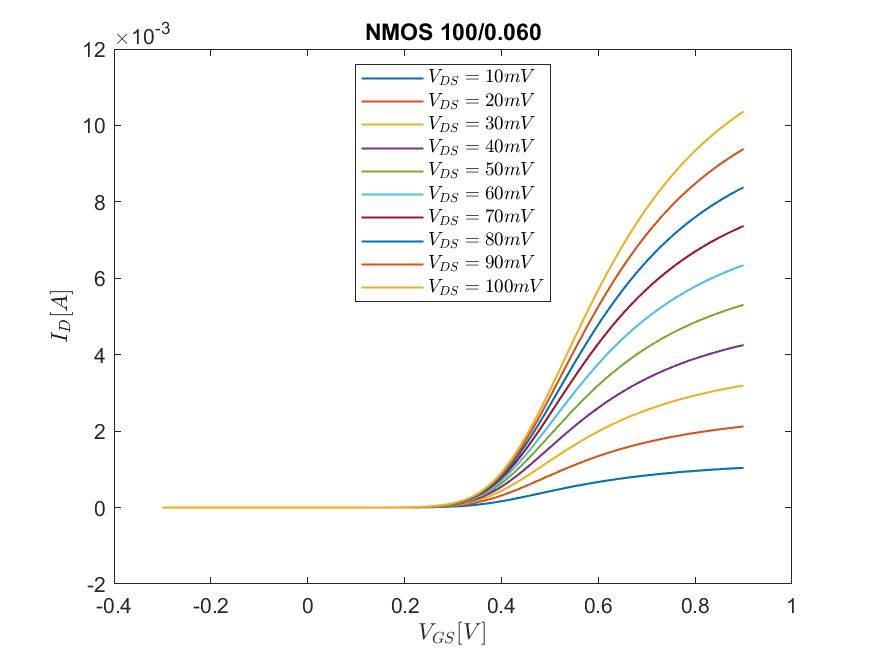 NMOS 100/0.060
×10⁻³
12
10
8
6
4
2
0
-2
-0.4 -0.2 0 0.2 0.4 0.6 0.8 1
I_D[A]
V_GS[V]
V_DS = 10mV
V_DS = 20mV
V_DS = 30mV
V_DS = 40mV
V_DS = 50mV
V_DS = 60mV
V_DS = 70mV
V_DS = 80mV
V_DS = 90mV
V_DS = 100mV